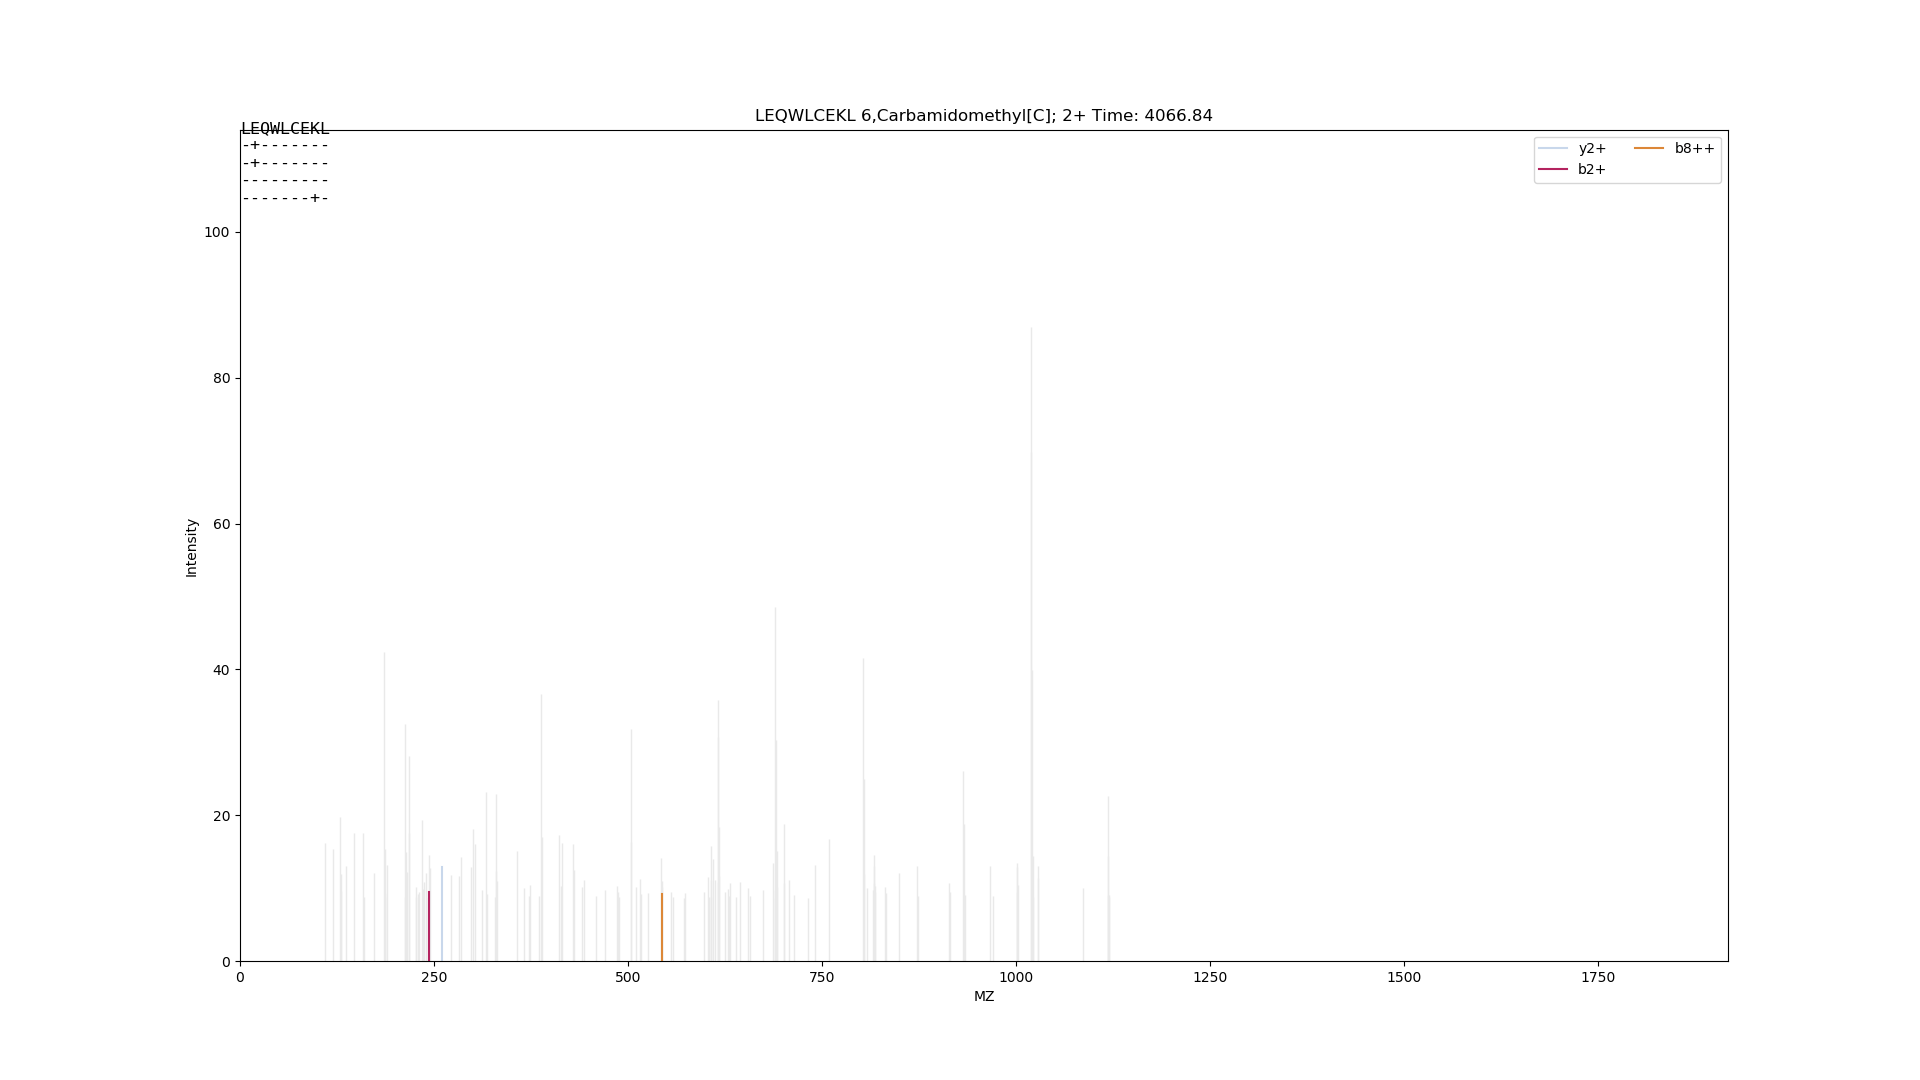 LEQWLCEKL 6,Carbamidomethyl[C]; 2+ Time: 4066.84
LEQWLCEKL
-+-------
-+-------
---------
-------+-
y2+
b2+
b8++
100
80
60
40
20
0
Intensity
0 250 500 750 1000 1250 1500 1750
MZ